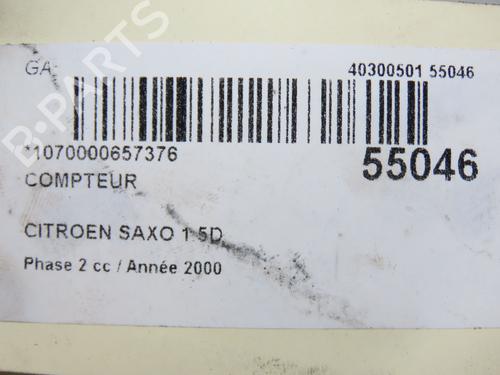 GA
40300501 55046
*1070000657376
55046
COMPTEUR
CITROEN SAXO 1.5D
Phase 2 cc / Année 2000
B-PARTS